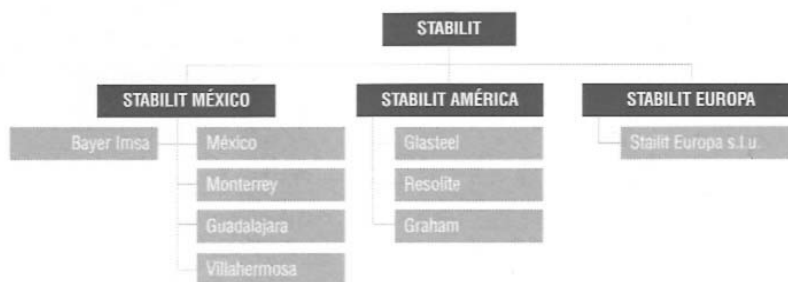 STABILIT
STABILIT MÉXICO
Bayer Imsa
México
Monterrey
Guadalajara
Villahermosa
STABILIT AMÉRICA
Glasteel
Resolite
Graham
STABILIT EUROPA
Stailit Europa s.l.u.